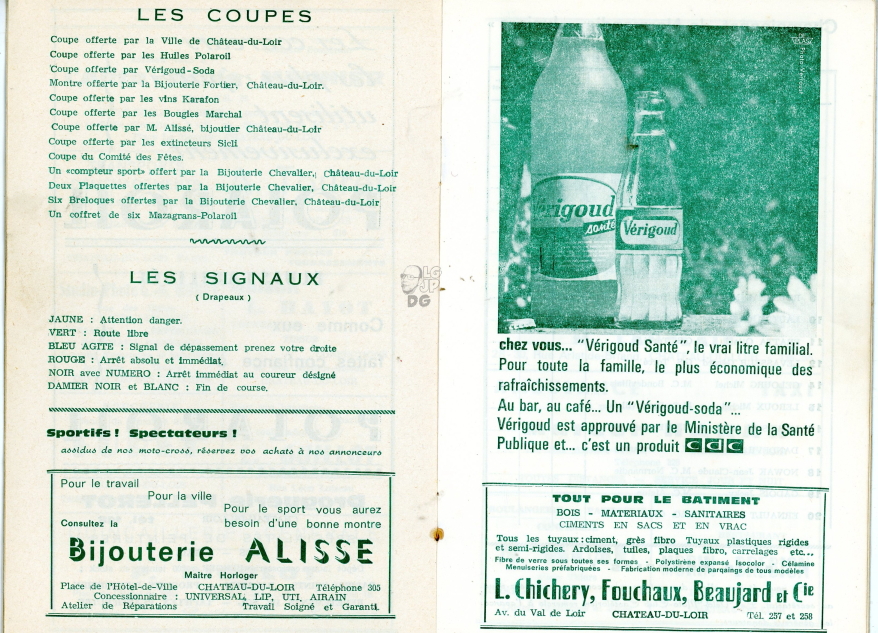 LES COUPES
Coupe offerte par la Ville de Château-du-Loir
Coupe offerte par les Huiles Polaroil
Coupe offerte par Vérigoud-Soda
Montre offerte par la Bijouterie Fortier, Château-du-Loir.
Coupe offerte par les vins Karafon
Coupe offerte par les Bougies Marchal
Coupe offerte par M. Alissé, bijoutier Château-du-Loir
Coupe offerte par les extincteurs Sicli
Coupe du Comité des Fêtes.
Un «compteur sport» offert par la Bijouterie Chevalier, Château-du-Loir
Deux Plaquettes offertes par la Bijouterie Chevalier, Château-du-Loir
Six Breloques offertes par la Bijouterie Chevalier, Château-du-Loir
Un coffret de six Mazagrans-Polaroil
LES SIGNAUX
( Drapeaux )
JAUNE : Attention danger.
VERT : Route libre
BLEU AGITE : Signal de dépassement prenez votre droite
ROUGE : Arrêt absolu et immédiat.
NOIR avec NUMERO : Arrêt immédiat au coureur désigné
DAMIER NOIR et BLANC : Fin de course.
Sportifs! Spectateurs!
assidus de nos moto-cross, réservez vos achats à nos annonceurs
Pour le travail
Pour la ville
Pour le sport vous aurez
Consultez la besoin d'une bonne montre
Bijouterie ALISSE
Maitre Horloger
Place de l'Hôtel-de-Ville CHATEAU-DU-LOIR Téléphone 305
Concessionnaire : UNIVERSAL, LIP, UTI, AIRAIN
Atelier de Réparations Travail Soigné et Garanti.
LG
JP
DG
érigoud
santé
Vérigoud
chez vous... "Vérigoud Santé", le vrai litre familial.
Pour toute la famille, le plus économique des
rafraîchissements.
Au bar, au café... Un "Vérigoud-soda"...
Vérigoud est approuvé par le Ministère de la Santé
Publique et... c'est un produit CdC
TOUT POUR LE BATIMENT
BOIS - MATERIAUX - SANITAIRES
CIMENTS EN SACS ET EN VRAC
Tous les tuyaux : ciment, grès fibro Tuyaux plastiques rigides
et semi-rigides. Ardoises, tuiles, plaques fibro, carrelages etc...
Fibre de verre sous toutes ses formes - Polystirène expansé Isocolor - Célamine
Menuiseries préfabriquées - Fabrication moderne de parpaings de tous modèles
L. Chichery, Fouchaux, Beaujard et Cie
Av. du Val de Loir CHATEAU-DU-LOIR Tél. 257 et 258